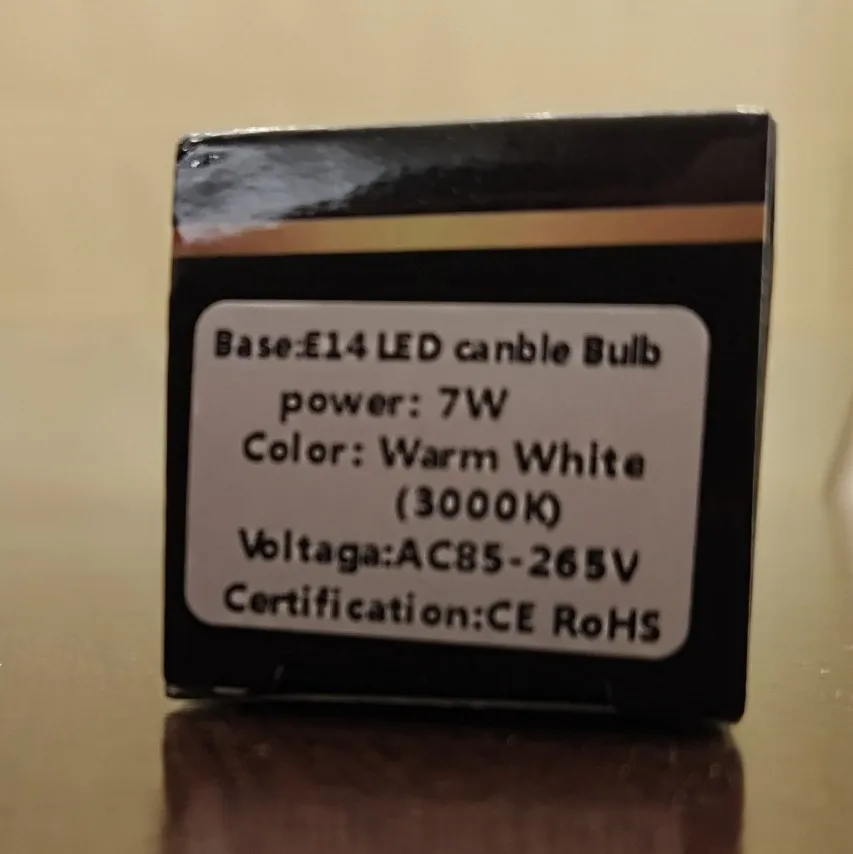 Base:E14 LED canble Bulb
power: 7W
Color: Warm White
(3000K)
Voltaga:AC85-265V
Certification:CE RoHS